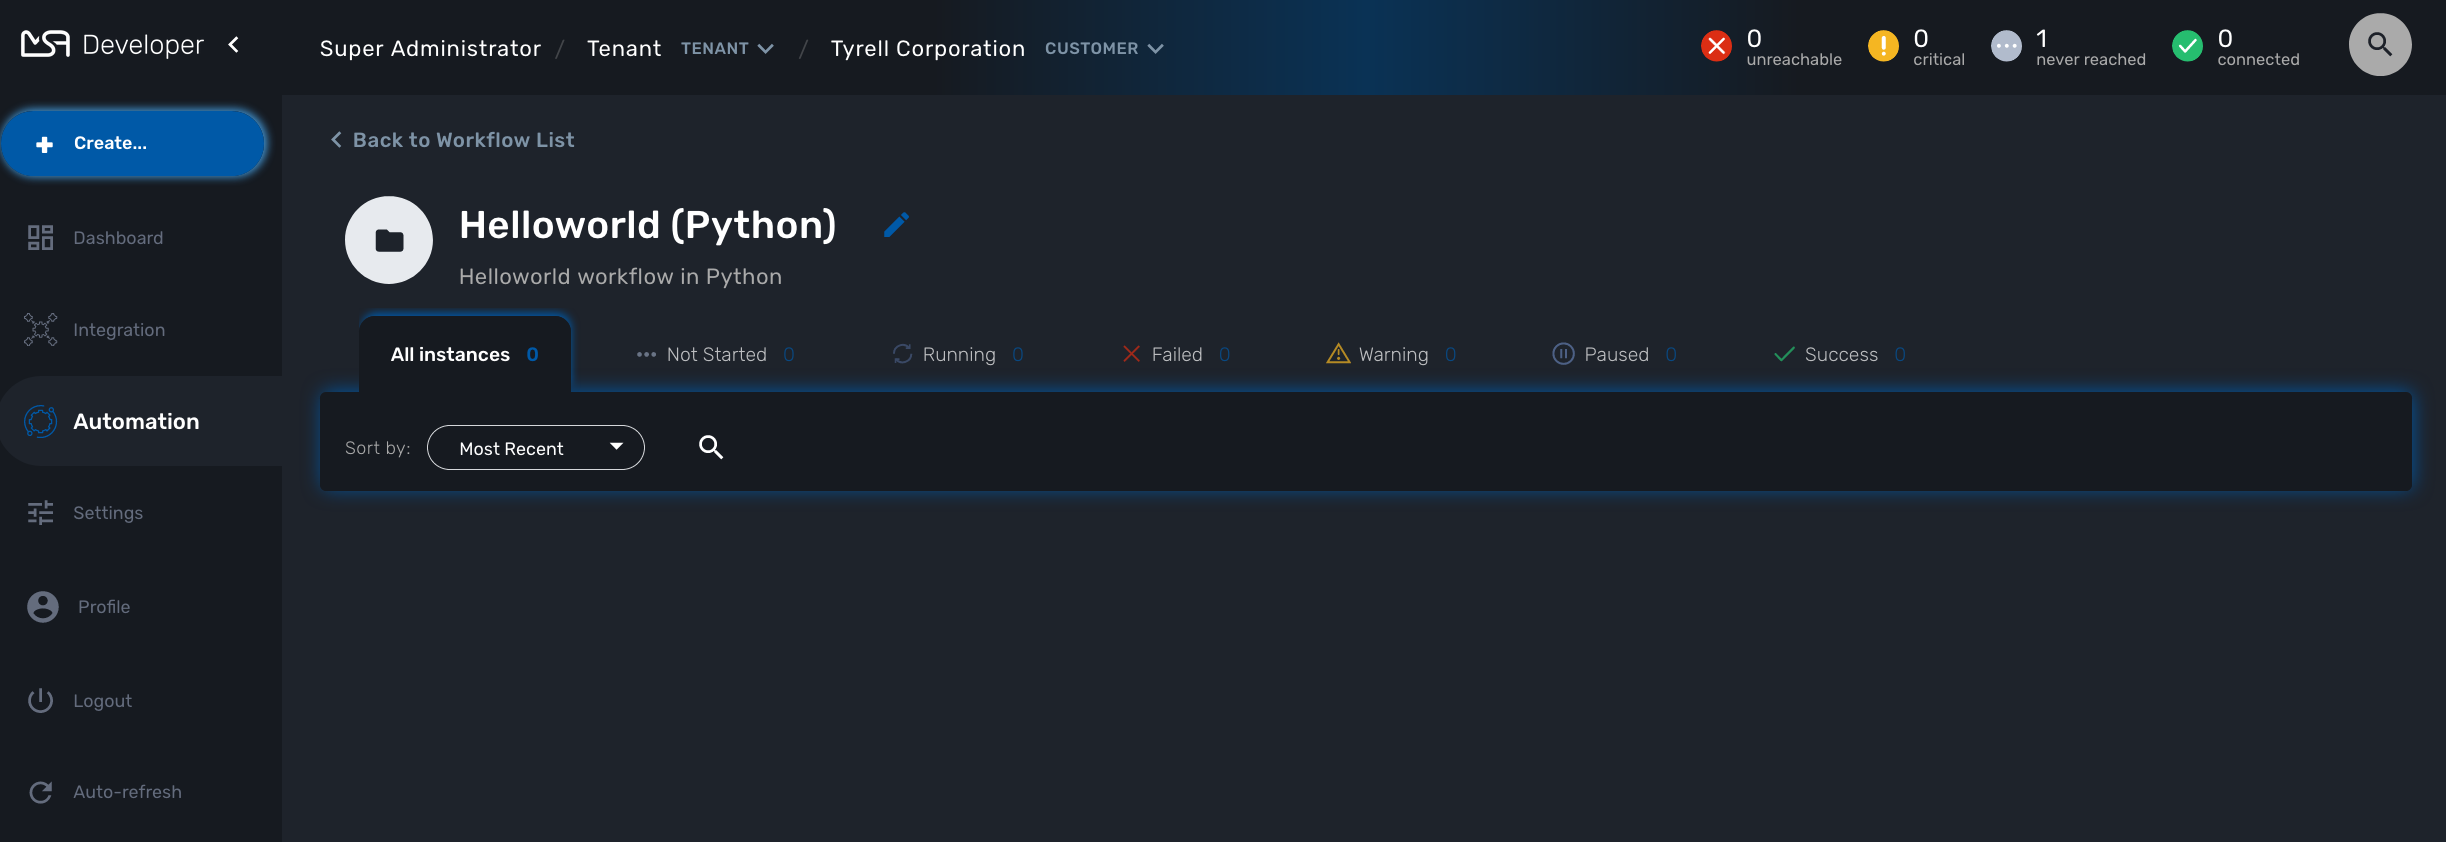 MSA Developer
Super Administrator / Tenant TENANT / Tyrell Corporation CUSTOMER
0 unreachable
0 critical
1 never reached
0 connected
Create...
Dashboard
Integration
Automation
Settings
Profile
Logout
Auto-refresh
Back to Workflow List
Helloworld (Python)
Helloworld workflow in Python
All instances 0
Not Started 0
Running 0
Failed 0
Warning 0
Paused 0
Success 0
Sort by: Most Recent